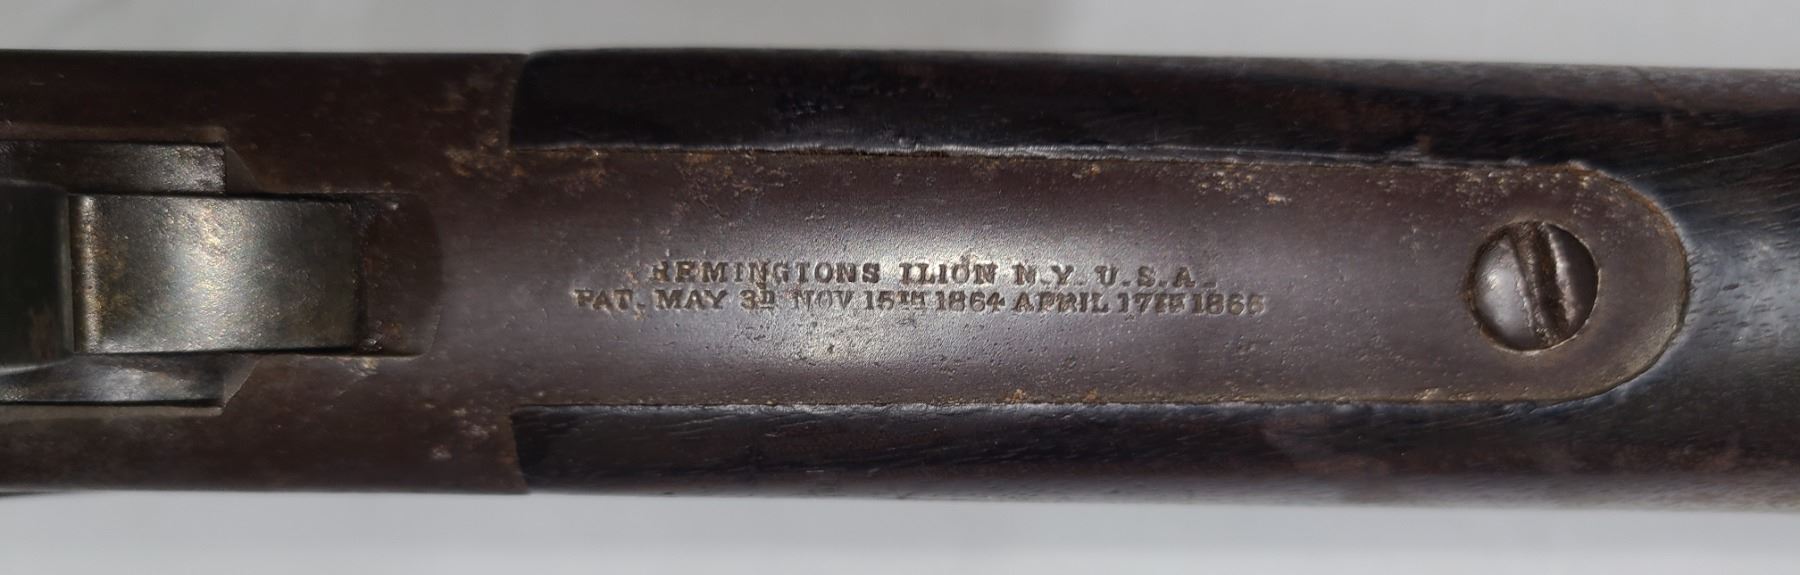 REMINGTONS ILION N.Y. U.S.A.
PAT. MAY 3D NOV 15TH 1864 APRIL 17TH 1866